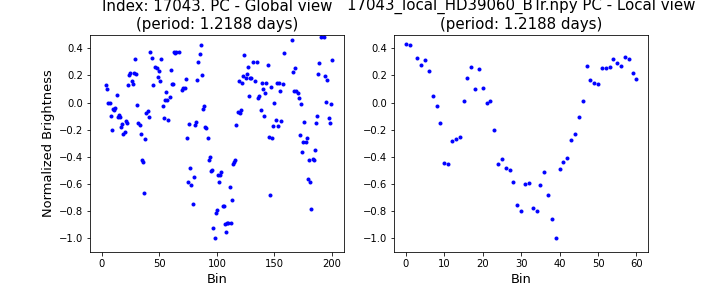 Index: 17043. PC - Global view
(period: 1.2188 days)
17043_local_HD39060_BTr.npy PC - Local view
(period: 1.2188 days)
Normalized Brightness
0.4
0.2
0.0
−0.2
−0.4
−0.6
−0.8
−1.0
0 50 100 150 200
Bin
0.4
0.2
0.0
−0.2
−0.4
−0.6
−0.8
−1.0
0 10 20 30 40 50 60
Bin